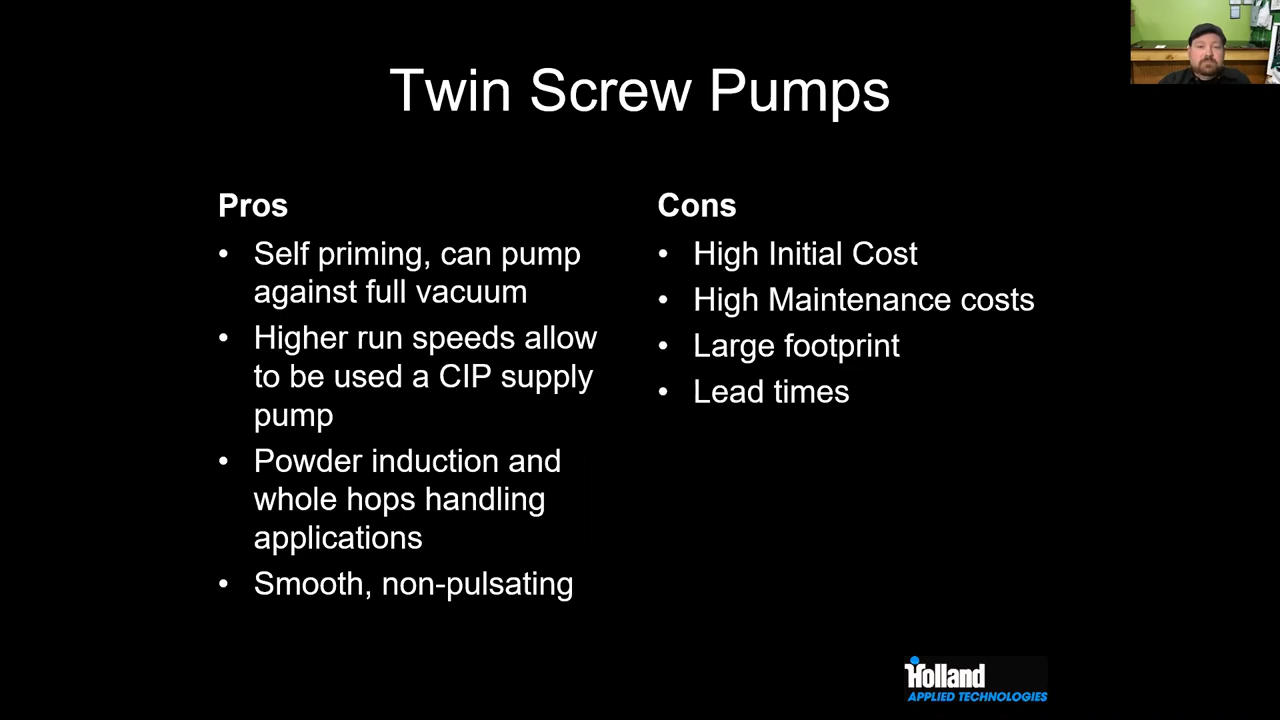 Twin Screw Pumps
Pros
• Self priming, can pump
against full vacuum
• Higher run speeds allow
to be used a CIP supply
pump
• Powder induction and
whole hops handling
applications
• Smooth, non-pulsating
Cons
• High Initial Cost
• High Maintenance costs
• Large footprint
• Lead times
Holland
APPLIED TECHNOLOGIES